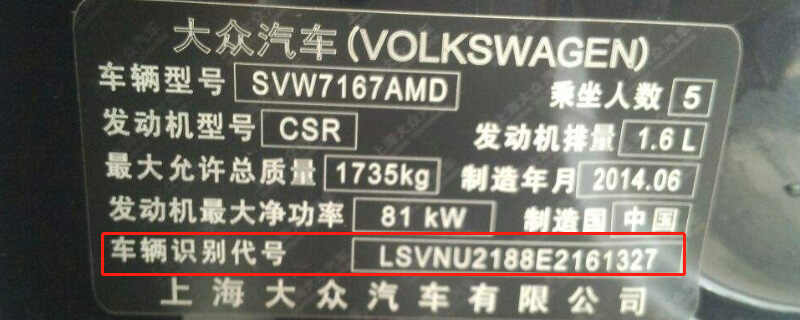 大众汽车(VOLKSWAGEN)
车辆型号 SVW7167AMD 乘坐人数 5
发动机型号 CSR 发动机排量 1.6 L
最大允许总质量 1735kg 制造年月 2014.06
发动机最大净功率 81 kW 制造国 中国
车辆识别代号 LSVNU2188E2161327
上海大众汽车有限公司